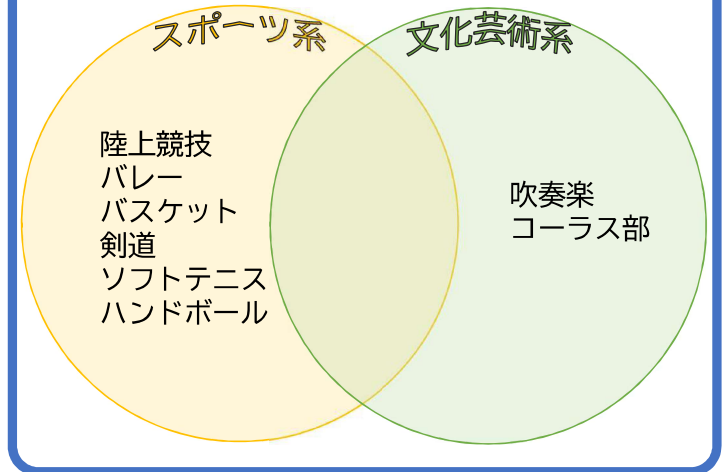 スポーツ系
文化芸術系
陸上競技
バレー
バスケット
剣道
ソフトテニス
ハンドボール
吹奏楽
コーラス部